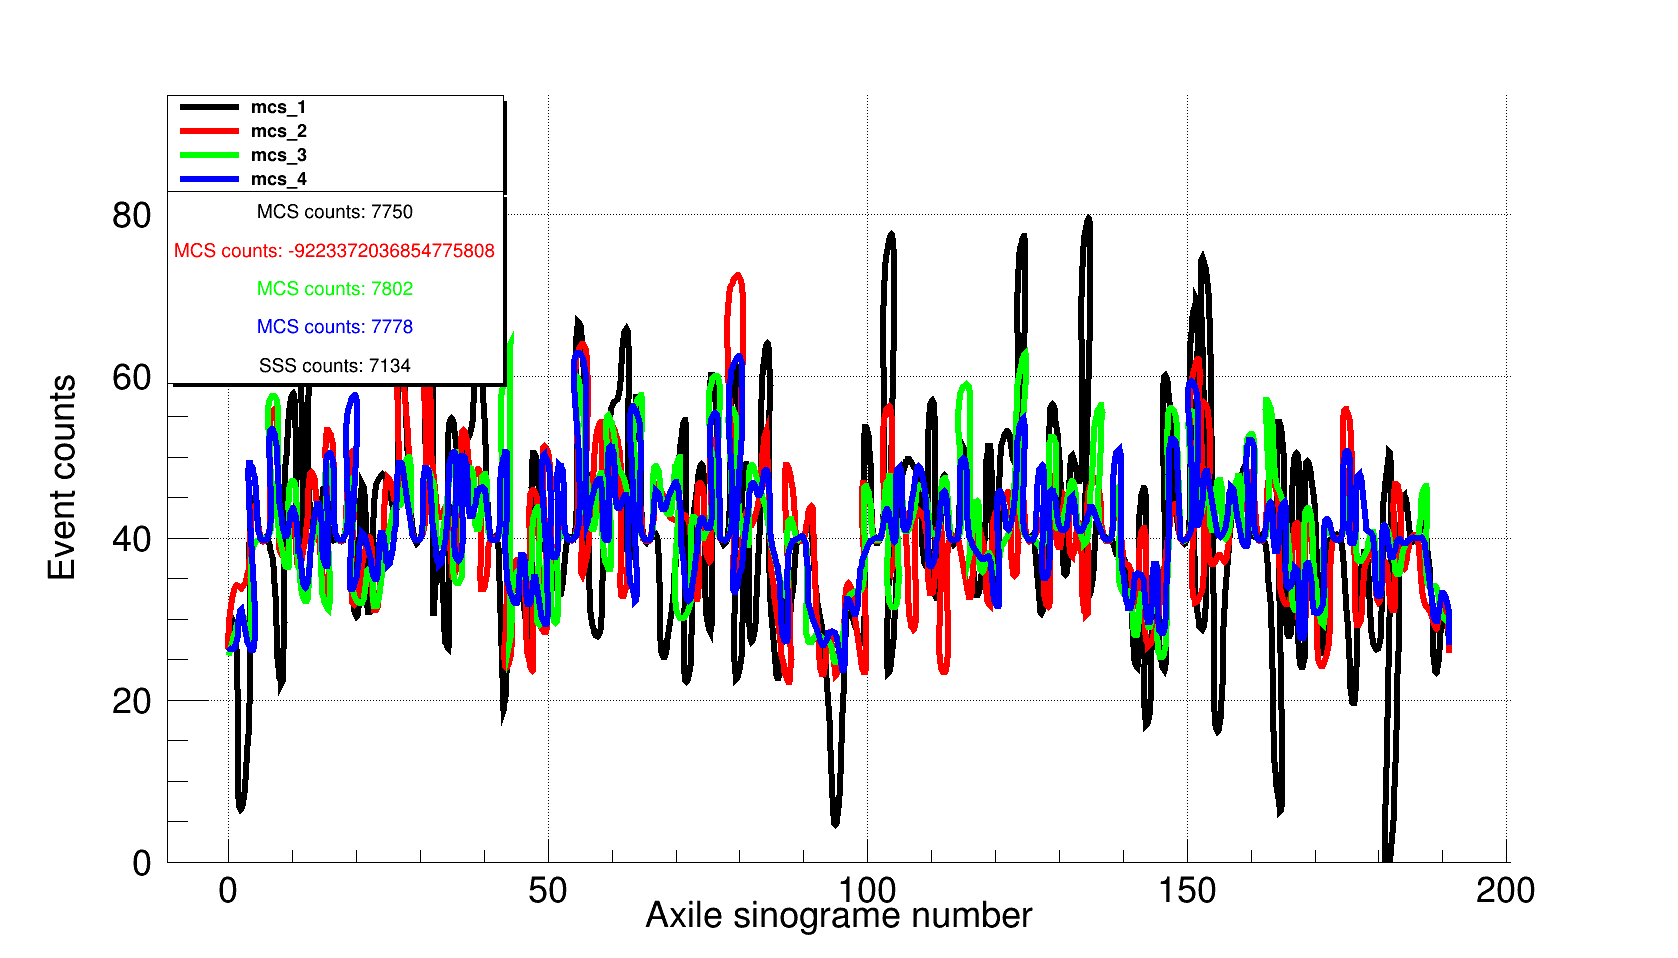 mcs_1
mcs_2
mcs_3
mcs_4
MCS counts: 7750
MCS counts: -9223372036854775808
MCS counts: 7802
MCS counts: 7778
SSS counts: 7134
Event counts
80
60
40
20
0
0 50 100 150 200
Axile sinograme number